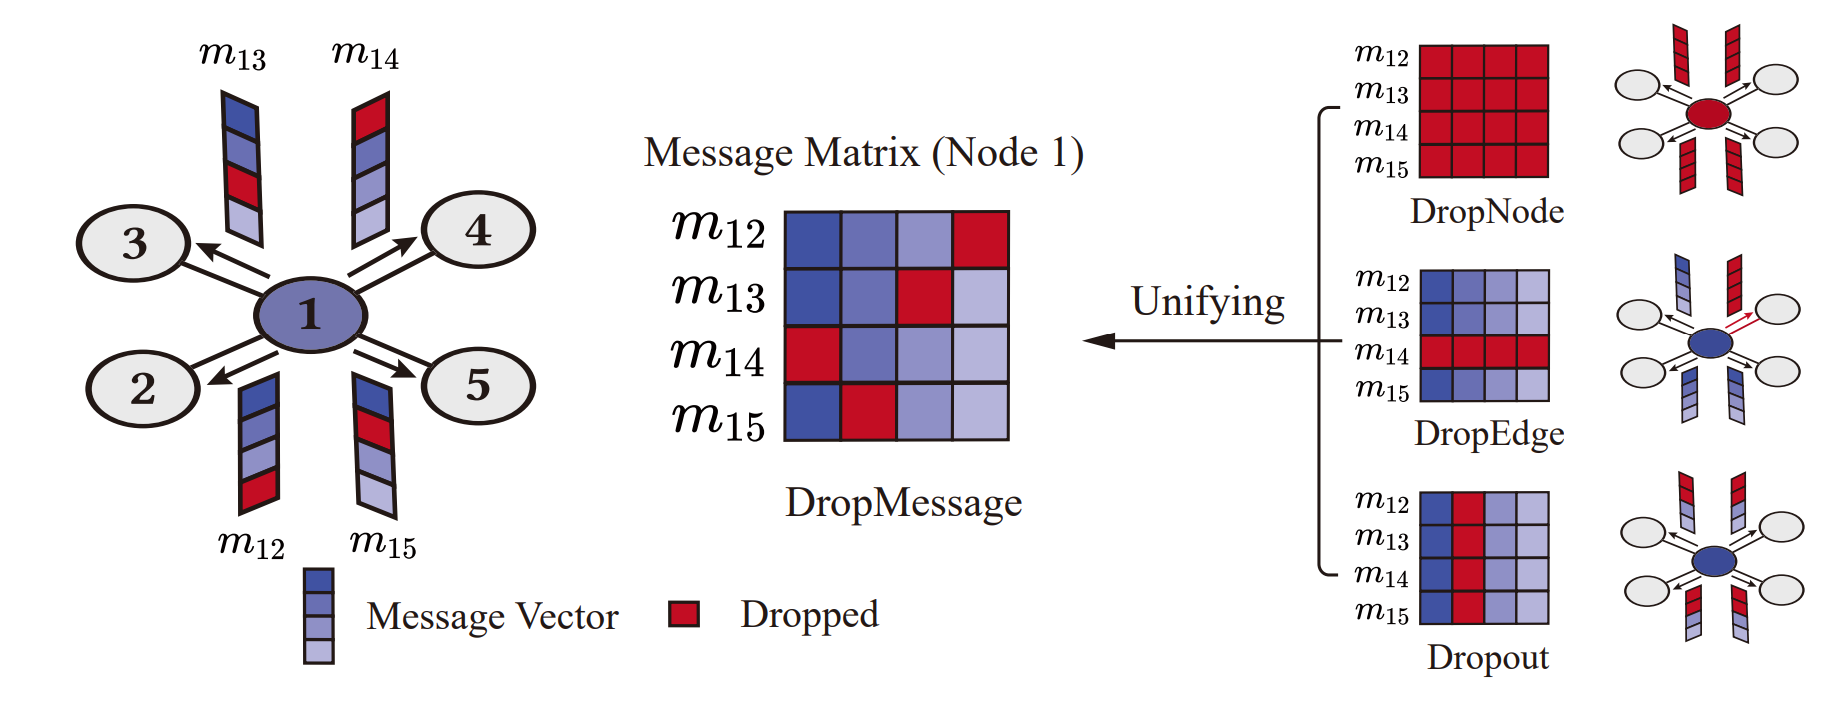 m13 m14
3 4
1
2 5
m12 m15
Message Vector
Dropped
Message Matrix (Node 1)
m12
m13
m14
m15
DropMessage
Unifying
m12
m13
m14
m15
DropNode
m12
m13
m14
m15
DropEdge
m12
m13
m14
m15
Dropout